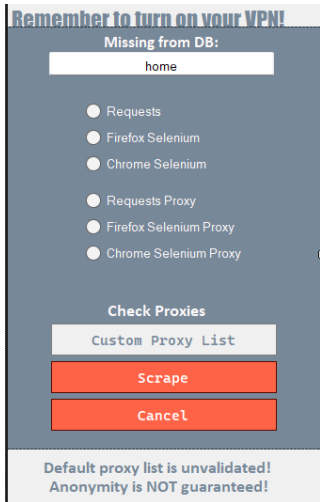 Remember to turn on your VPN!
Missing from DB:
home
Requests
Firefox Selenium
Chrome Selenium
Requests Proxy
Firefox Selenium Proxy
Chrome Selenium Proxy
Check Proxies
Custom Proxy List
Scrape
Cancel
Default proxy list is unvalidated!
Anonymity is NOT guaranteed!